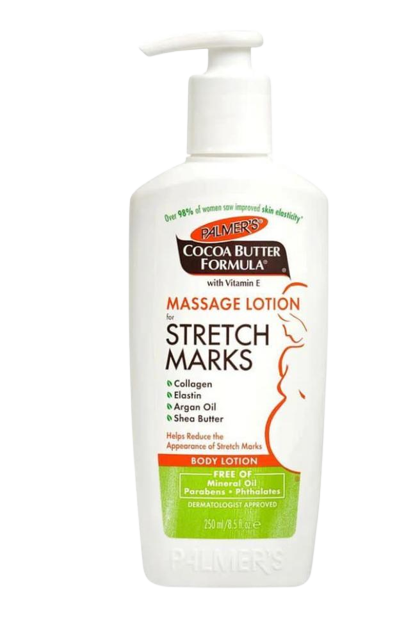 Over 98% of women saw improved skin elasticity*
PALMER'S®
COCOA BUTTER
FORMULA®
with Vitamin E
MASSAGE LOTION
for
STRETCH
MARKS
Collagen
Elastin
Argan Oil
Shea Butter
Helps Reduce the
Appearance of Stretch Marks
BODY LOTION
FREE OF
Mineral Oil
Parabens • Phthalates
DERMATOLOGIST APPROVED
250 ml/8.5 fl. oz. ℮
PALMER'S